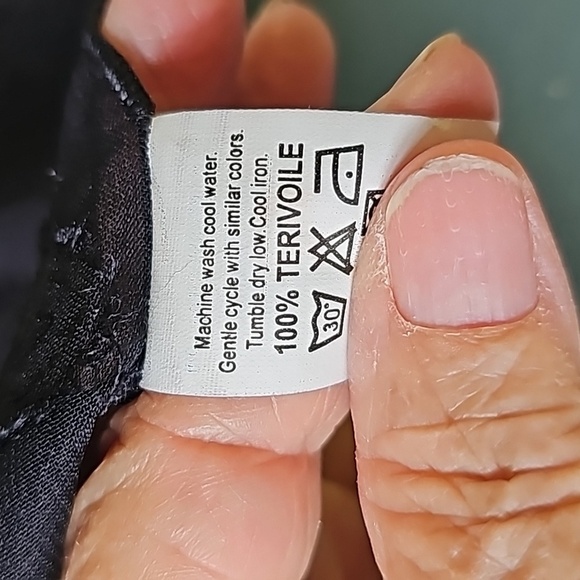 Machine wash cool water.
Gentle cycle with similar colors.
Tumble dry low. Cool iron.
100% TERIVOILE
30°